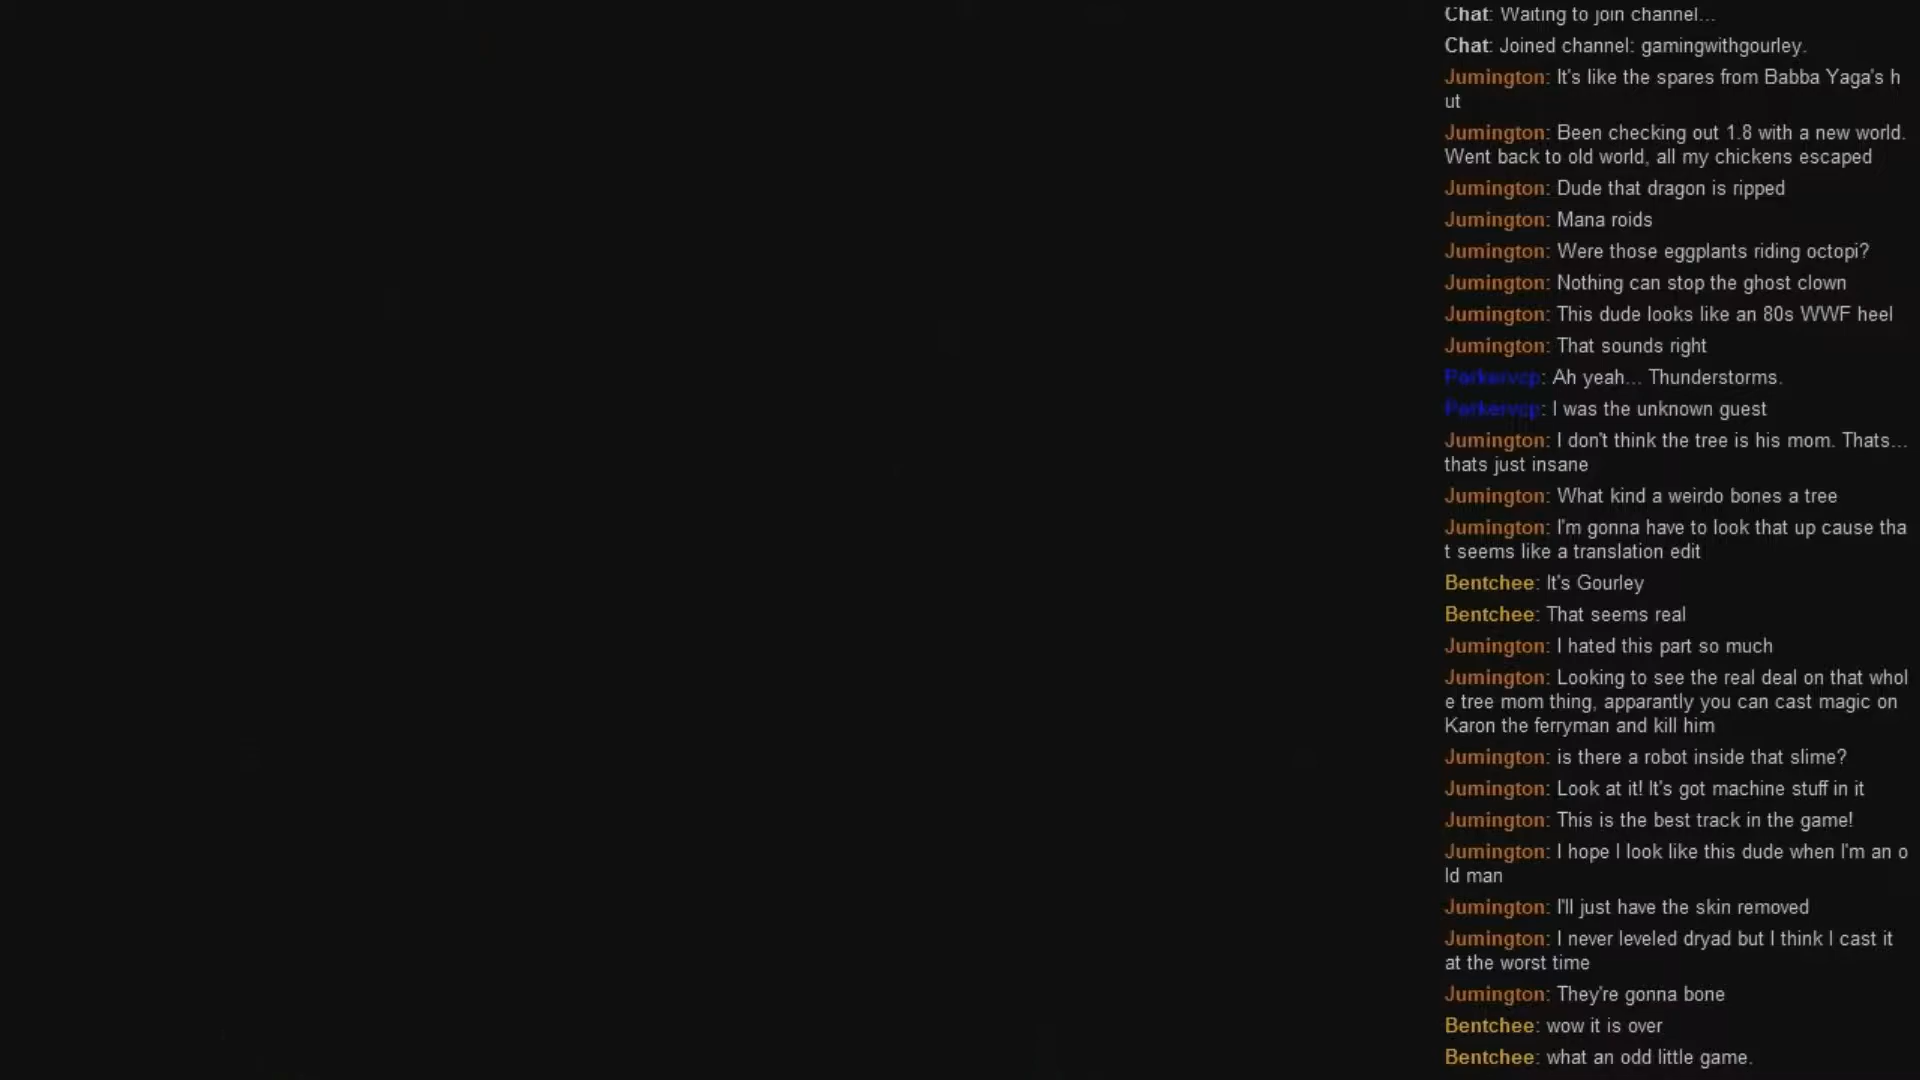 Chat: Waiting to join channel...
Chat: Joined channel: gamingwithgourley.
Jumington: It's like the spares from Babba Yaga's h
ut
Jumington: Been checking out 1.8 with a new world.
Went back to old world, all my chickens escaped
Jumington: Dude that dragon is ripped
Jumington: Mana roids
Jumington: Were those eggplants riding octopi?
Jumington: Nothing can stop the ghost clown
Jumington: This dude looks like an 80s WWF heel
Jumington: That sounds right
Parkervcp: Ah yeah... Thunderstorms.
Parkervcp: I was the unknown guest
Jumington: I don't think the tree is his mom. Thats...
thats just insane
Jumington: What kind a weirdo bones a tree
Jumington: I'm gonna have to look that up cause tha
t seems like a translation edit
Bentchee: It's Gourley
Bentchee: That seems real
Jumington: I hated this part so much
Jumington: Looking to see the real deal on that whol
e tree mom thing, apparantly you can cast magic on
Karon the ferryman and kill him
Jumington: is there a robot inside that slime?
Jumington: Look at it! It's got machine stuff in it
Jumington: This is the best track in the game!
Jumington: I hope I look like this dude when I'm an o
ld man
Jumington: I'll just have the skin removed
Jumington: I never leveled dryad but I think I cast it
at the worst time
Jumington: They're gonna bone
Bentchee: wow it is over
Bentchee: what an odd little game.